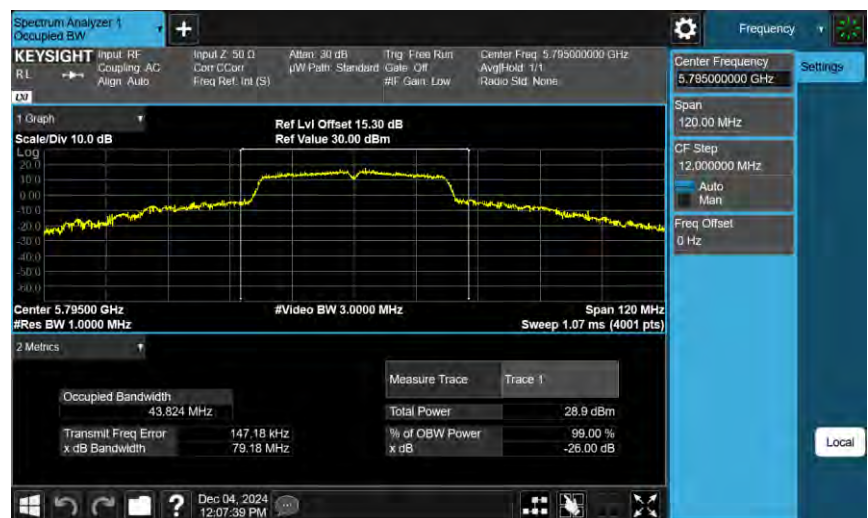 Spectrum Analyzer 1
Occupied BW
+
Frequency
KEYSIGHT
RL
LXI
Input: RF
Coupling: AC
Align: Auto
Input Z: 50 Ω
Corr CCorr
Freq Ref: Int (S)
Atten: 30 dB
µW Path: Standard
Trig: Free Run
Gate: Off
#IF Gain: Low
Center Freq: 5.795000000 GHz
Avg|Hold: 1/1
Radio Std: None
Center Frequency
5.795000000 GHz
Settings
Span
120.00 MHz
CF Step
12.000000 MHz
Auto
Man
Freq Offset
0 Hz
Local
1 Graph
Scale/Div 10.0 dB
Ref Lvl Offset 15.30 dB
Ref Value 30.00 dBm
Log
20.0
10.0
0.00
-10.0
-20.0
-30.0
-40.0
-50.0
-60.0
Center 5.79500 GHz
#Video BW 3.0000 MHz
Span 120 MHz
#Res BW 1.0000 MHz
Sweep 1.07 ms (4001 pts)
2 Metrics
Measure Trace Trace 1
Occupied Bandwidth
43.824 MHz
Total Power 28.9 dBm
Transmit Freq Error 147.18 kHz
% of OBW Power 99.00 %
x dB Bandwidth 79.18 MHz
x dB -26.00 dB
?
Dec 04, 2024
12:07:39 PM